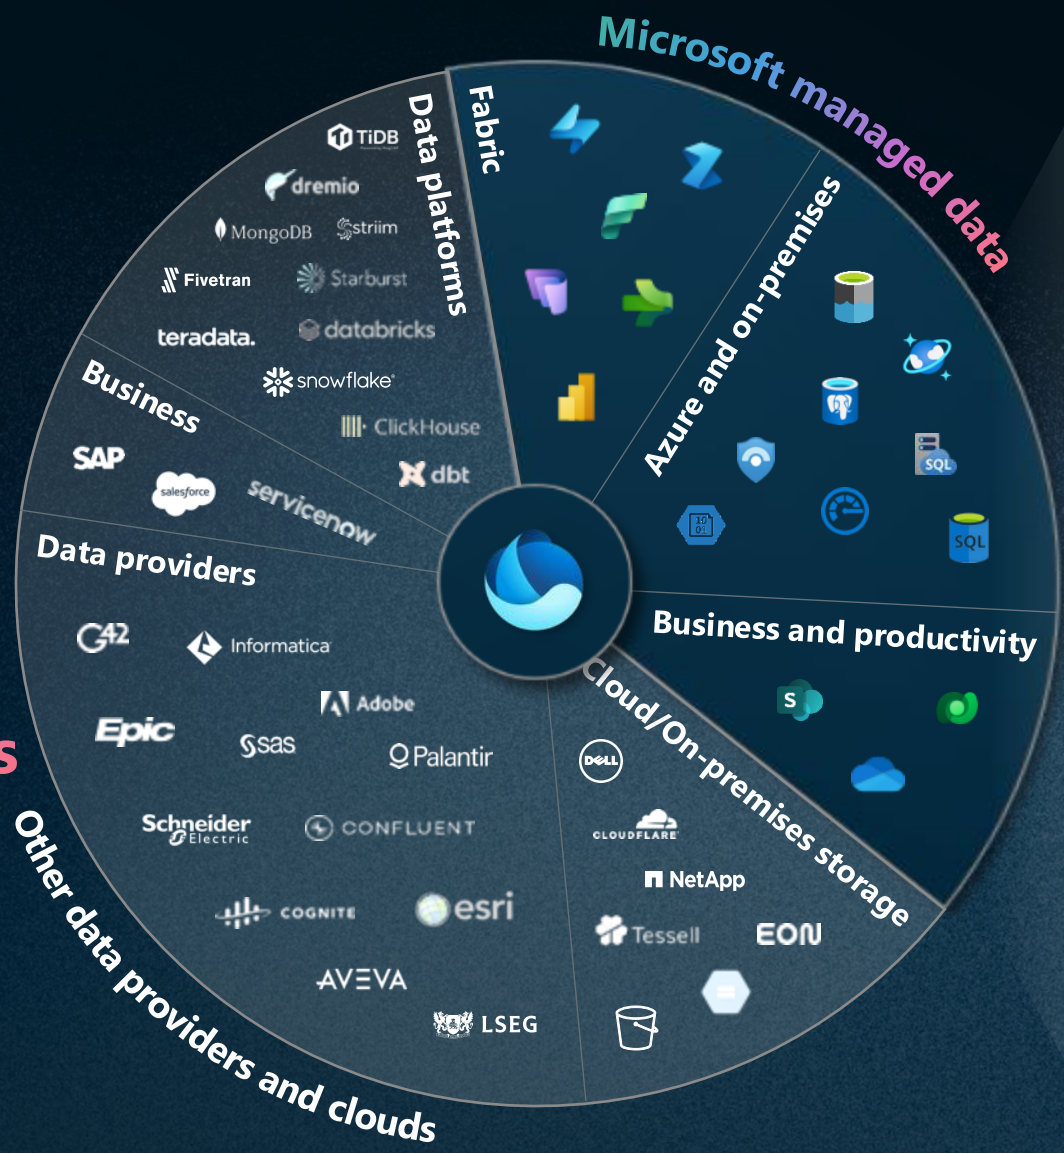 Microsoft managed data
Fabric
Azure and on-premises
SQL
SQL
Business and productivity
S
Cloud/On-premises storage
DELL
CLOUDFLARE
NetApp
Tessell
EON
Data platforms
TiDB
dremio
MongoDB
striim
Fivetran
Starburst
teradata.
databricks
snowflake
ClickHouse
dbt
Business
SAP
salesforce
servicenow
Data providers
G42
Informatica
Adobe
Epic
sas
Palantir
Schneider
Electric
CONFLUENT
COGNITE
esri
AVEVA
LSEG
s
Other data providers and clouds